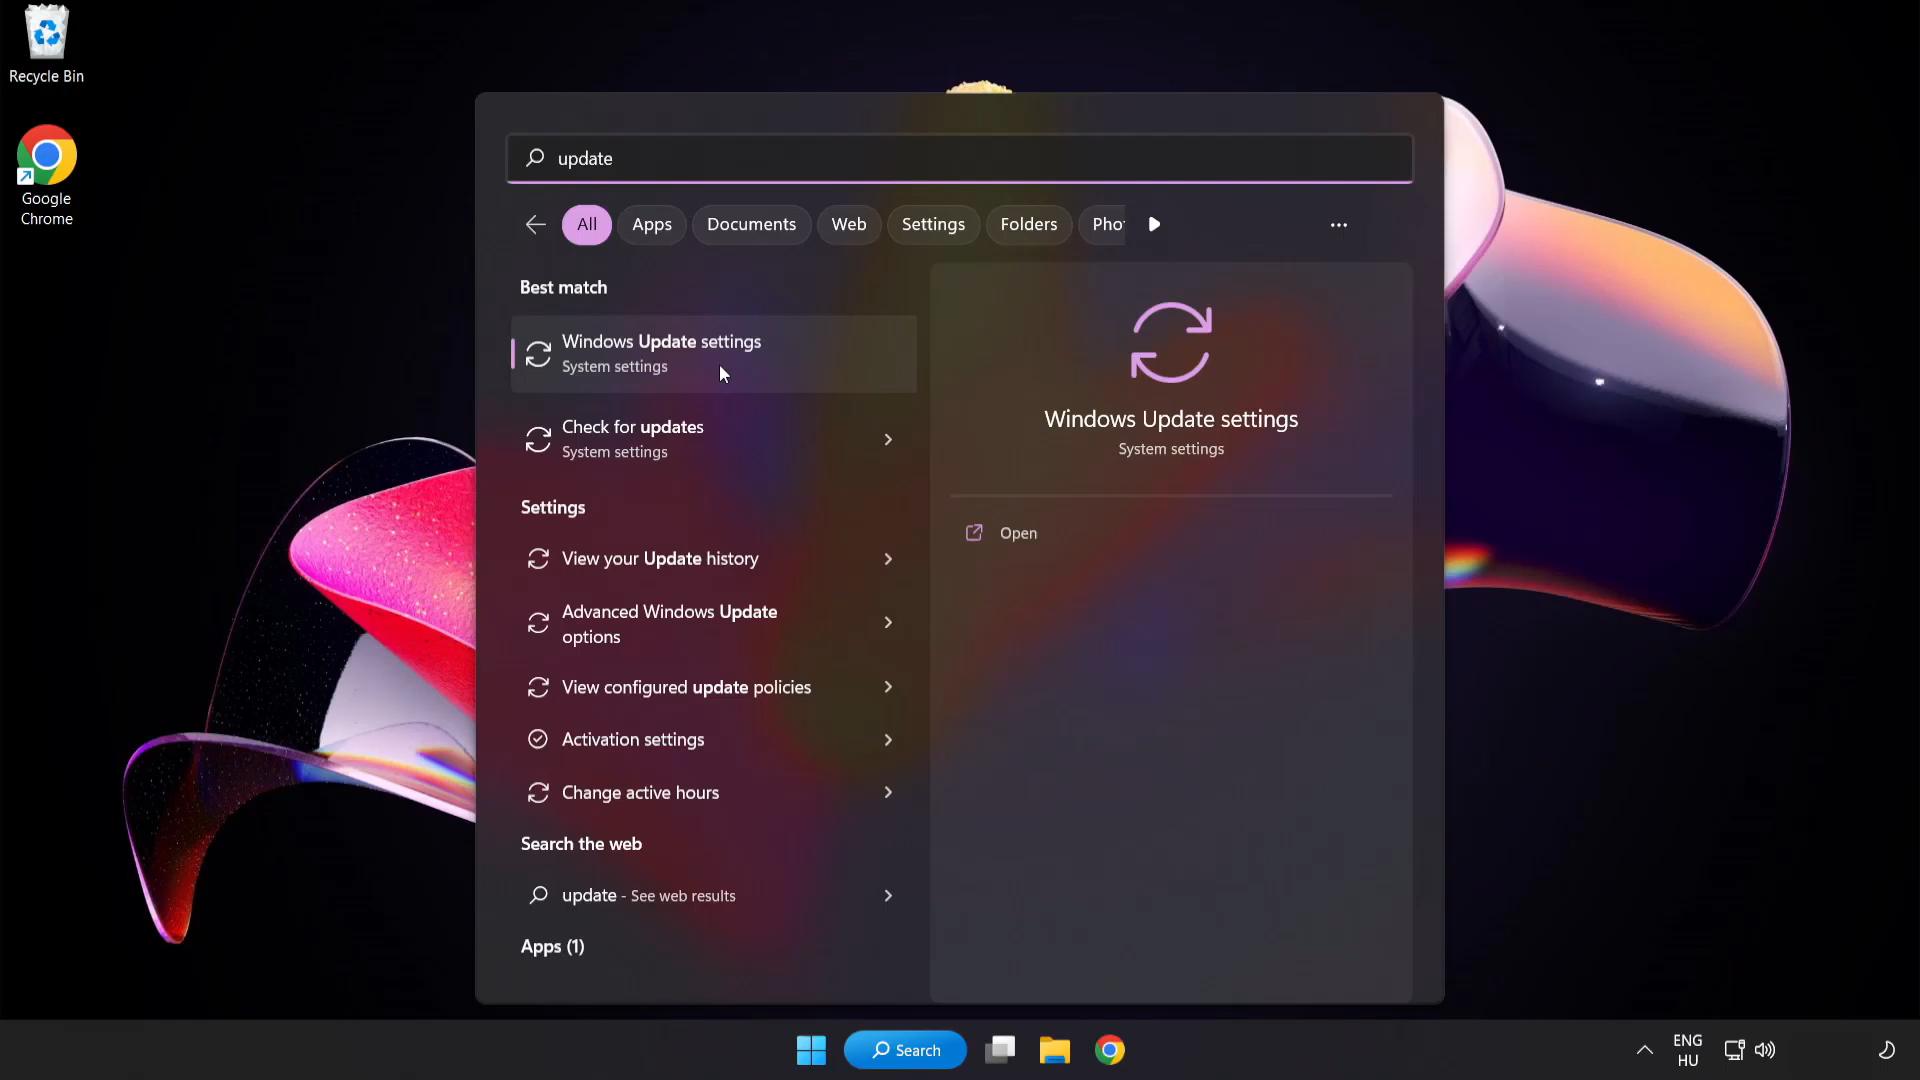 Recycle Bin
Google
Chrome
update
All
Apps
Documents
Web
Settings
Folders
Best match
Windows Update settings
System settings
Check for updates
System settings
Settings
View your Update history
Advanced Windows Update
options
View configured update policies
Activation settings
Change active hours
Search the web
update - See web results
Apps (1)
Windows Update settings
System settings
Open
Search
ENG
HU